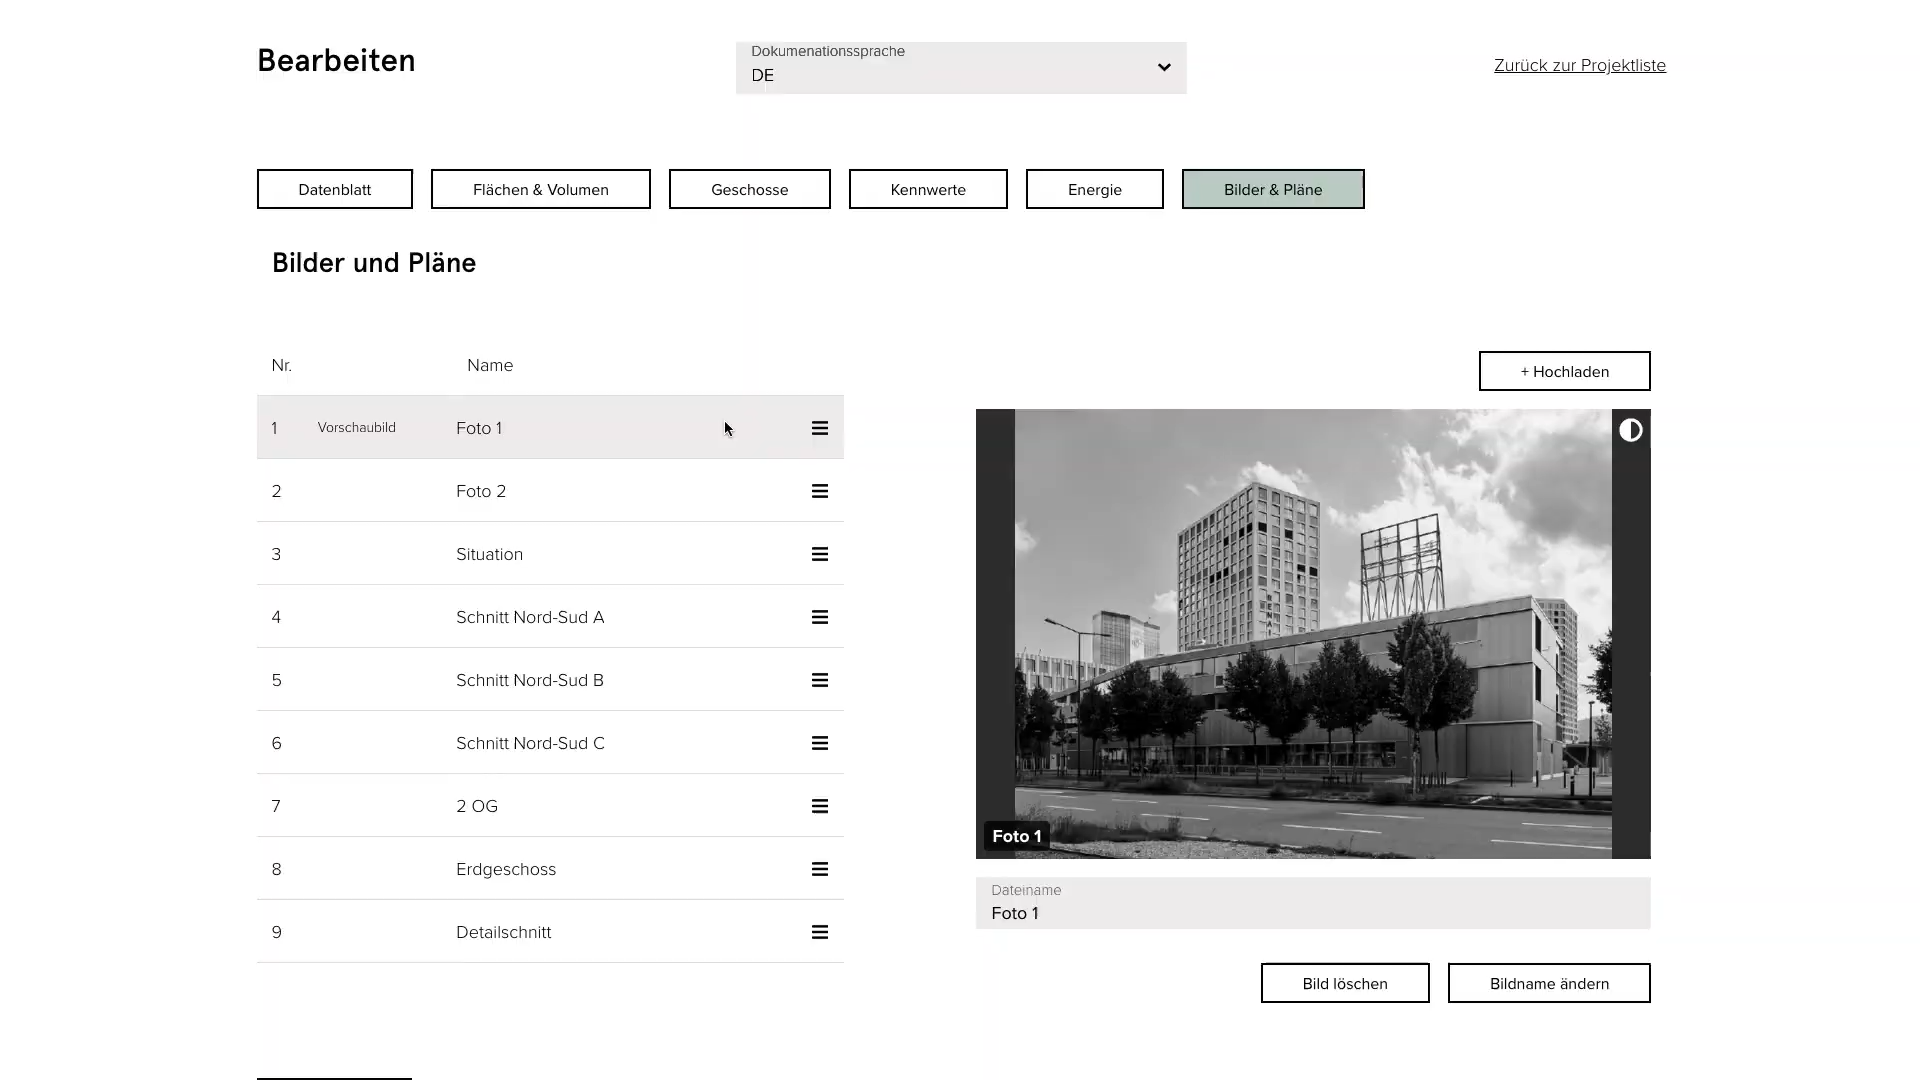 Bearbeiten
Dokumenationssprache
DE
Zurück zur Projektliste
Datenblatt
Flächen & Volumen
Geschosse
Kennwerte
Energie
Bilder & Pläne
Bilder und Pläne
Nr. Name
+ Hochladen
1 Vorschaubild Foto 1
2 Foto 2
3 Situation
4 Schnitt Nord-Sud A
5 Schnitt Nord-Sud B
6 Schnitt Nord-Sud C
7 2 OG
8 Erdgeschoss
9 Detailschnitt
Foto 1
Dateiname
Foto 1
Bild löschen
Bildname ändern